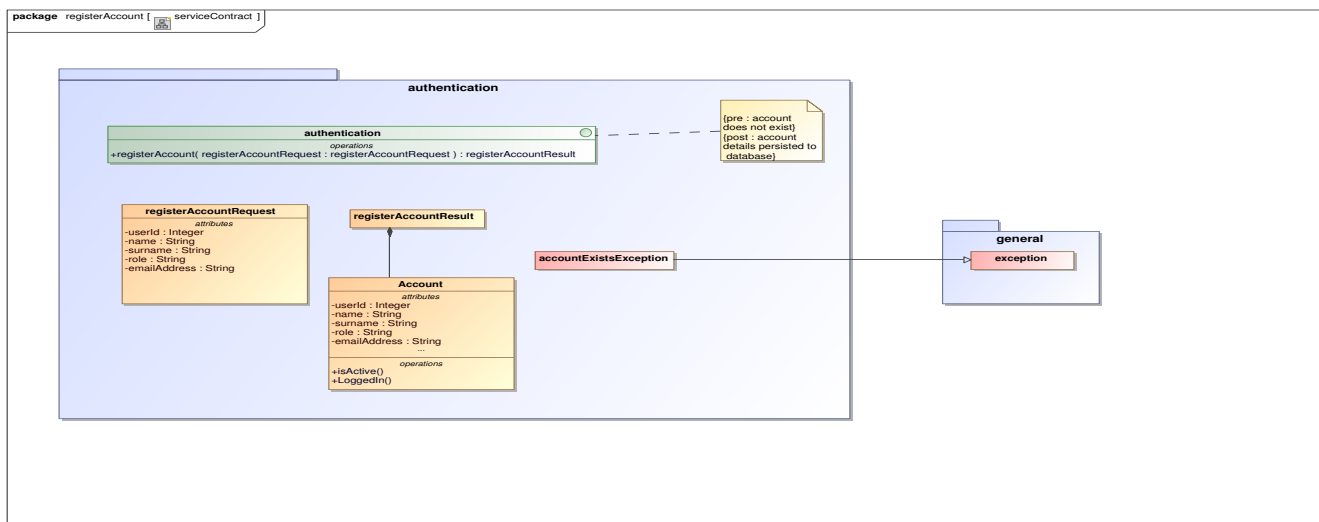 package registerAccount [ serviceContract ]
authentication
authentication
operations
+registerAccount( registerAccountRequest : registerAccountRequest ) : registerAccountResult
{pre : account
does not exist}
{post : account
details persisted to
database}
registerAccountRequest
attributes
-userId : Integer
-name : String
-surname : String
-role : String
-emailAddress : String
registerAccountResult
Account
attributes
-userId : Integer
-name : String
-surname : String
-role : String
-emailAddress : String
...
operations
+isActive()
+LoggedIn()
accountExistsException
general
exception